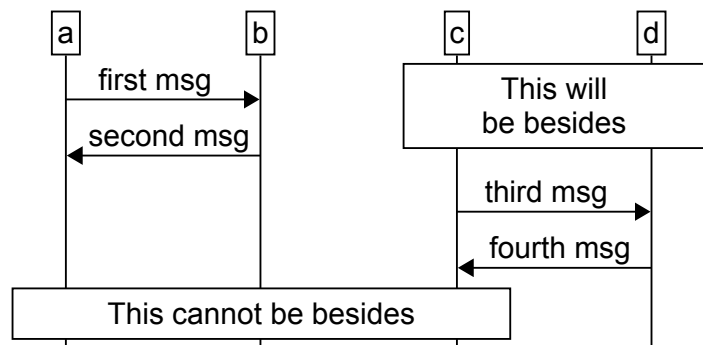 a
b
c
d
first msg
This will
be besides
second msg
third msg
fourth msg
This cannot be besides